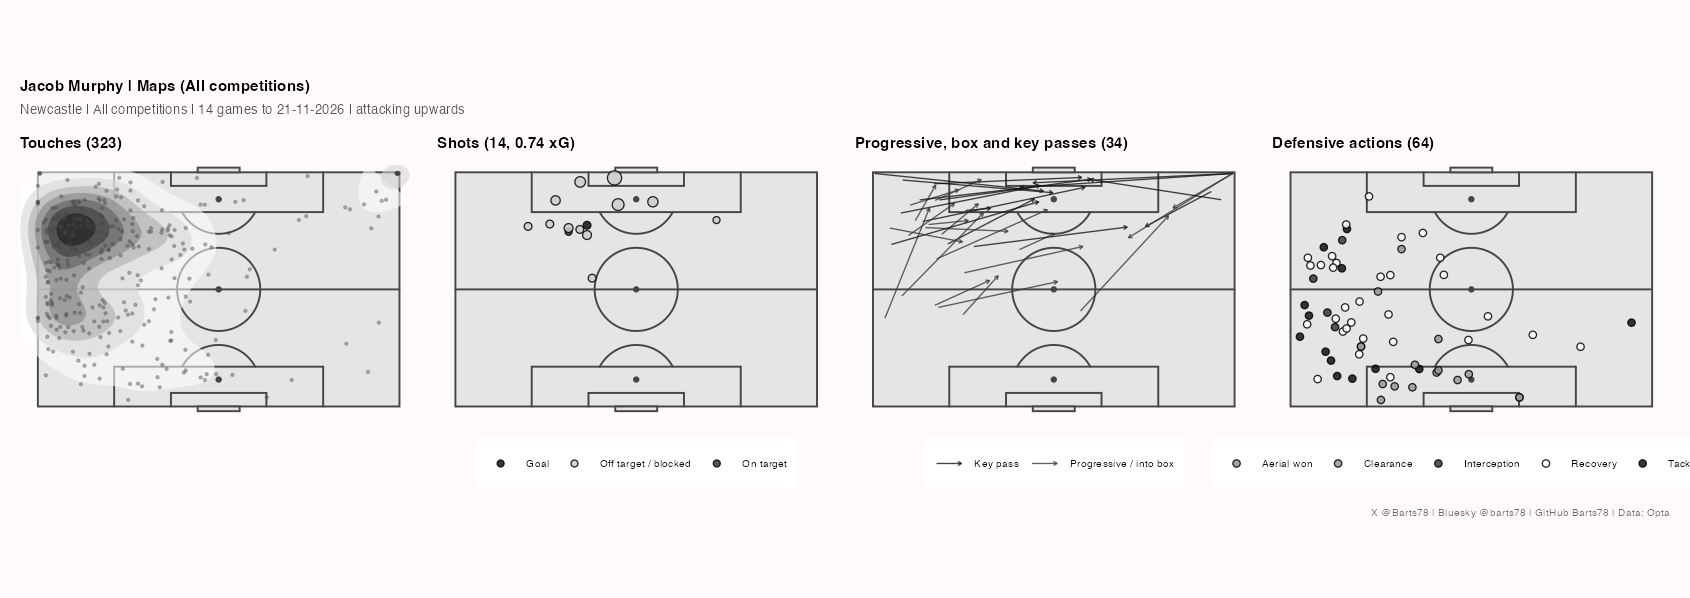 Jacob Murphy | Maps (All competitions)
Newcastle | All competitions | 14 games to 21-11-2026 | attacking upwards
Touches (323)
Shots (14, 0.74 xG)
Progressive, box and key passes (34)
Defensive actions (64)
Goal
Off target / blocked
On target
Key pass
Progressive / into box
Aerial won
Clearance
Interception
Recovery
Tack
X @Barts78 | Bluesky @barts78 | GitHub Barts78 | Data: Opta